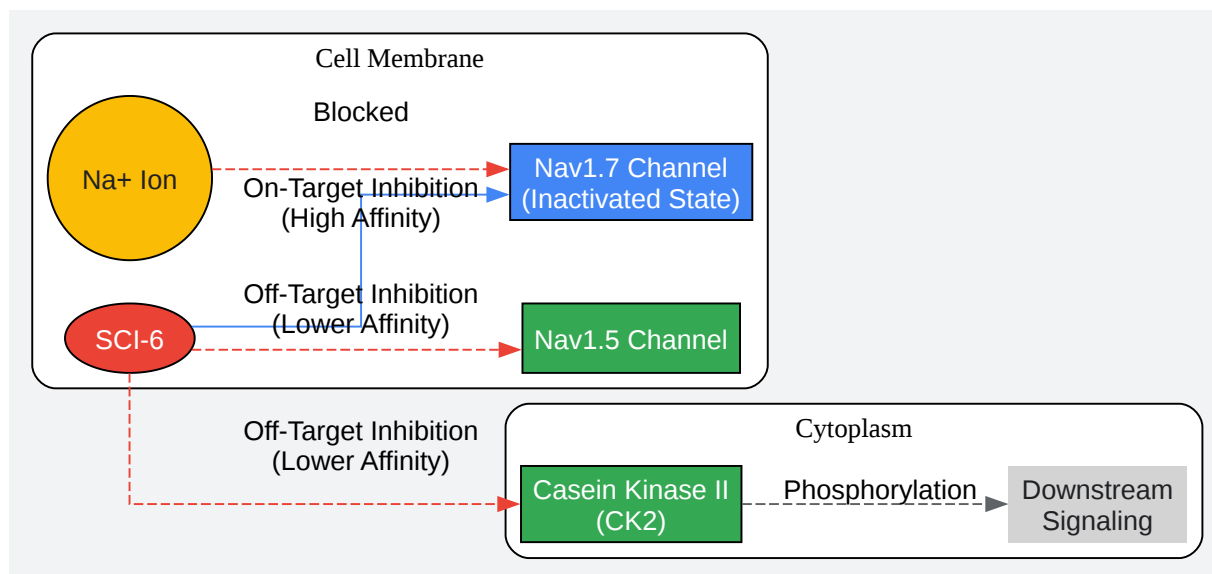 Cell Membrane
Blocked
Na+ Ion
Nav1.7 Channel
(Inactivated State)
On-Target Inhibition
(High Affinity)
Off-Target Inhibition
(Lower Affinity)
SCI-6
Nav1.5 Channel
Off-Target Inhibition
(Lower Affinity)
Cytoplasm
Casein Kinase II
(CK2)
Phosphorylation
Downstream
Signaling